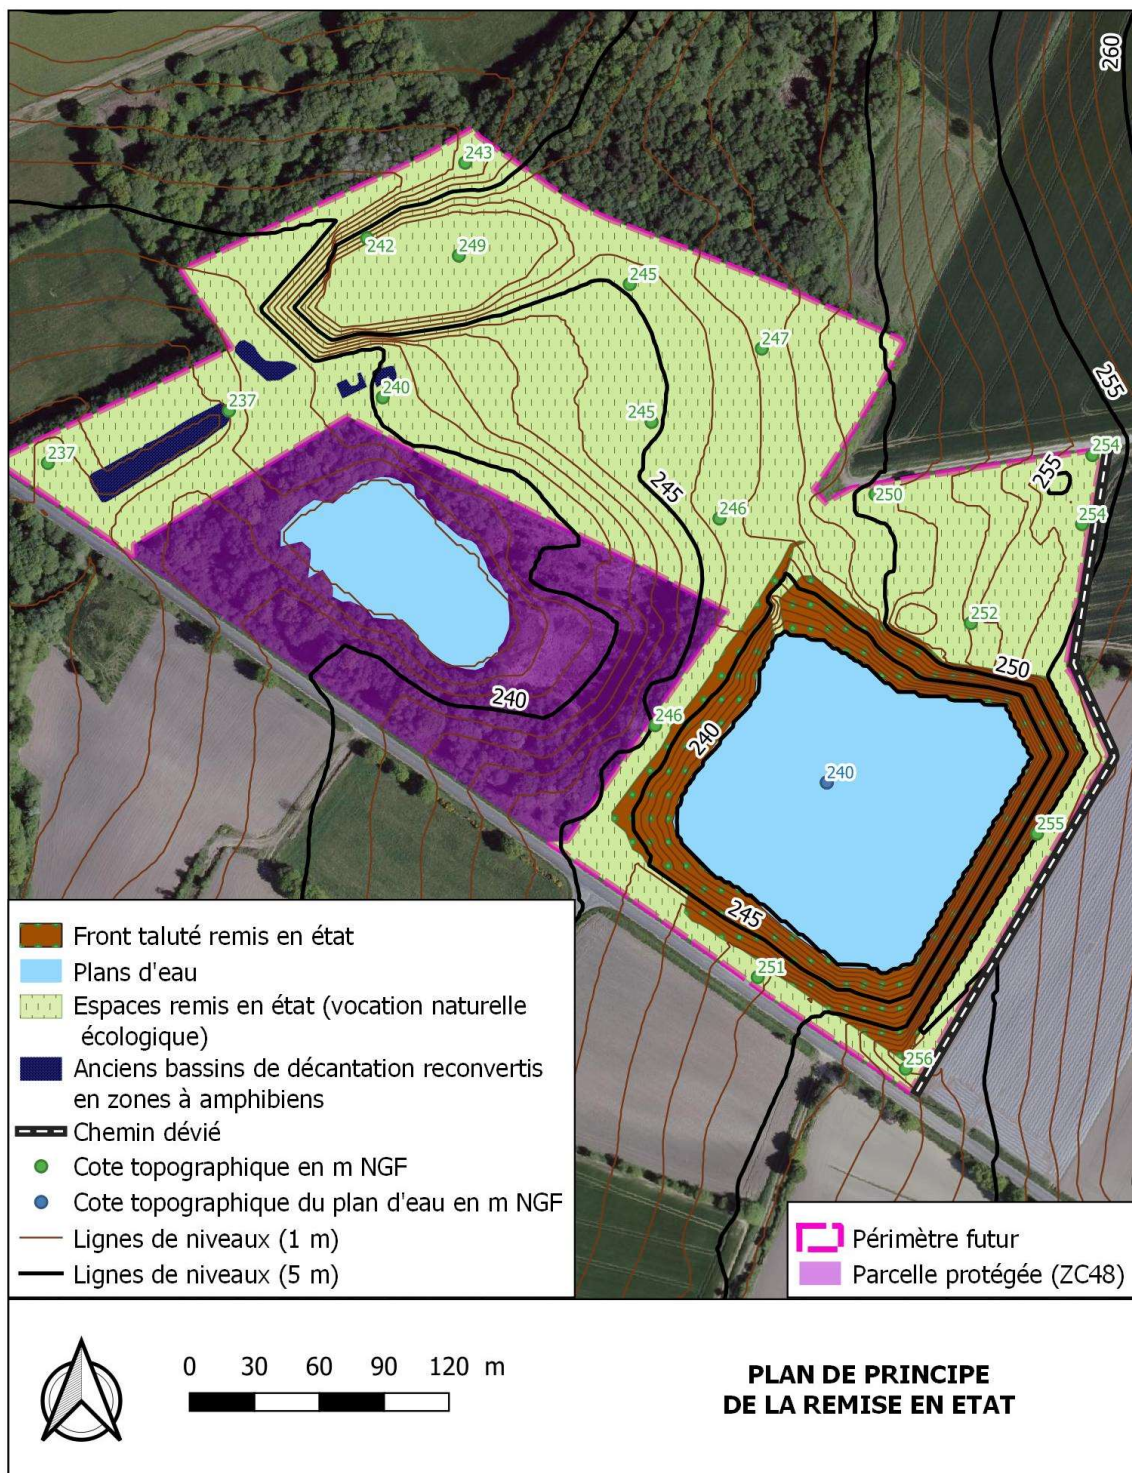 260
243
242
249
245
247
255
240
237
237
245
245
246
250
255
254
254
252
250
240
246
240
240
255
245
251
256
Front taluté remis en état
Plans d'eau
Espaces remis en état (vocation naturelle
écologique)
Anciens bassins de décantation reconvertis
en zones à amphibiens
Chemin dévié
Cote topographique en m NGF
Cote topographique du plan d'eau en m NGF
Lignes de niveaux (1 m)
Lignes de niveaux (5 m)
Périmètre futur
Parcelle protégée (ZC48)
0 30 60 90 120 m
PLAN DE PRINCIPE
DE LA REMISE EN ETAT